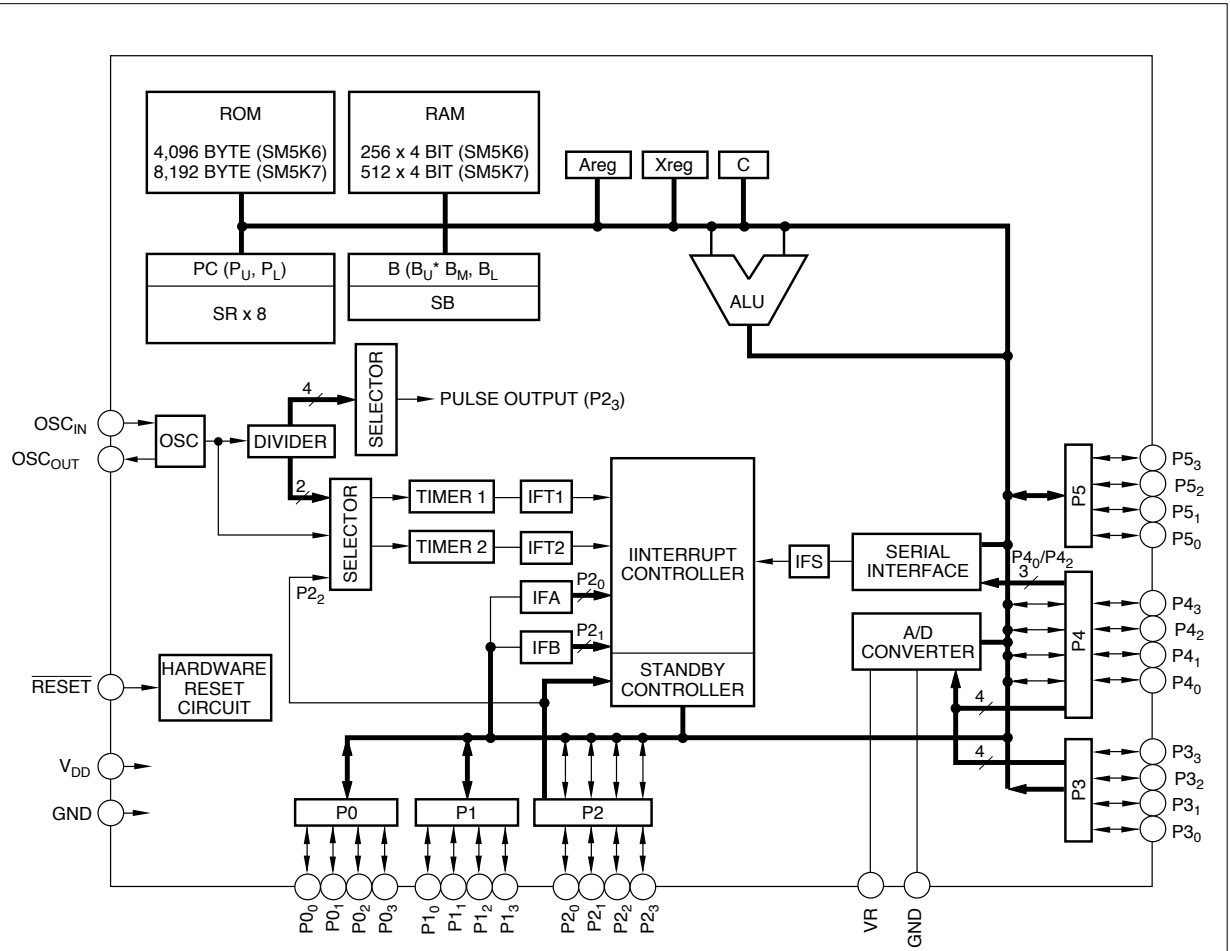 ROM
4,096 BYTE (SM5K6)
8,192 BYTE (SM5K7)
RAM
256 x 4 BIT (SM5K6)
512 x 4 BIT (SM5K7)
Areg
Xreg
C
PC (PU, PL)
SR x 8
B (BU* BM, BL
SB
ALU
SELECTOR
4
PULSE OUTPUT (P23)
OSCIN
OSCOUT
OSC
DIVIDER
2
SELECTOR
TIMER 1
IFT1
TIMER 2
IFT2
P22
IFA
P20
IFB
P21
IINTERRUPT
CONTROLLER
STANDBY
CONTROLLER
IFS
SERIAL
INTERFACE
P40/P42
3
A/D
CONVERTER
4
4
P5
P53
P52
P51
P50
P4
P43
P42
P41
P40
P3
P33
P32
P31
P30
RESET
HARDWARE
RESET
CIRCUIT
VDD
GND
P0
P1
P2
P00
P01
P02
P03
P10
P11
P12
P13
P20
P21
P22
P23
VR
GND